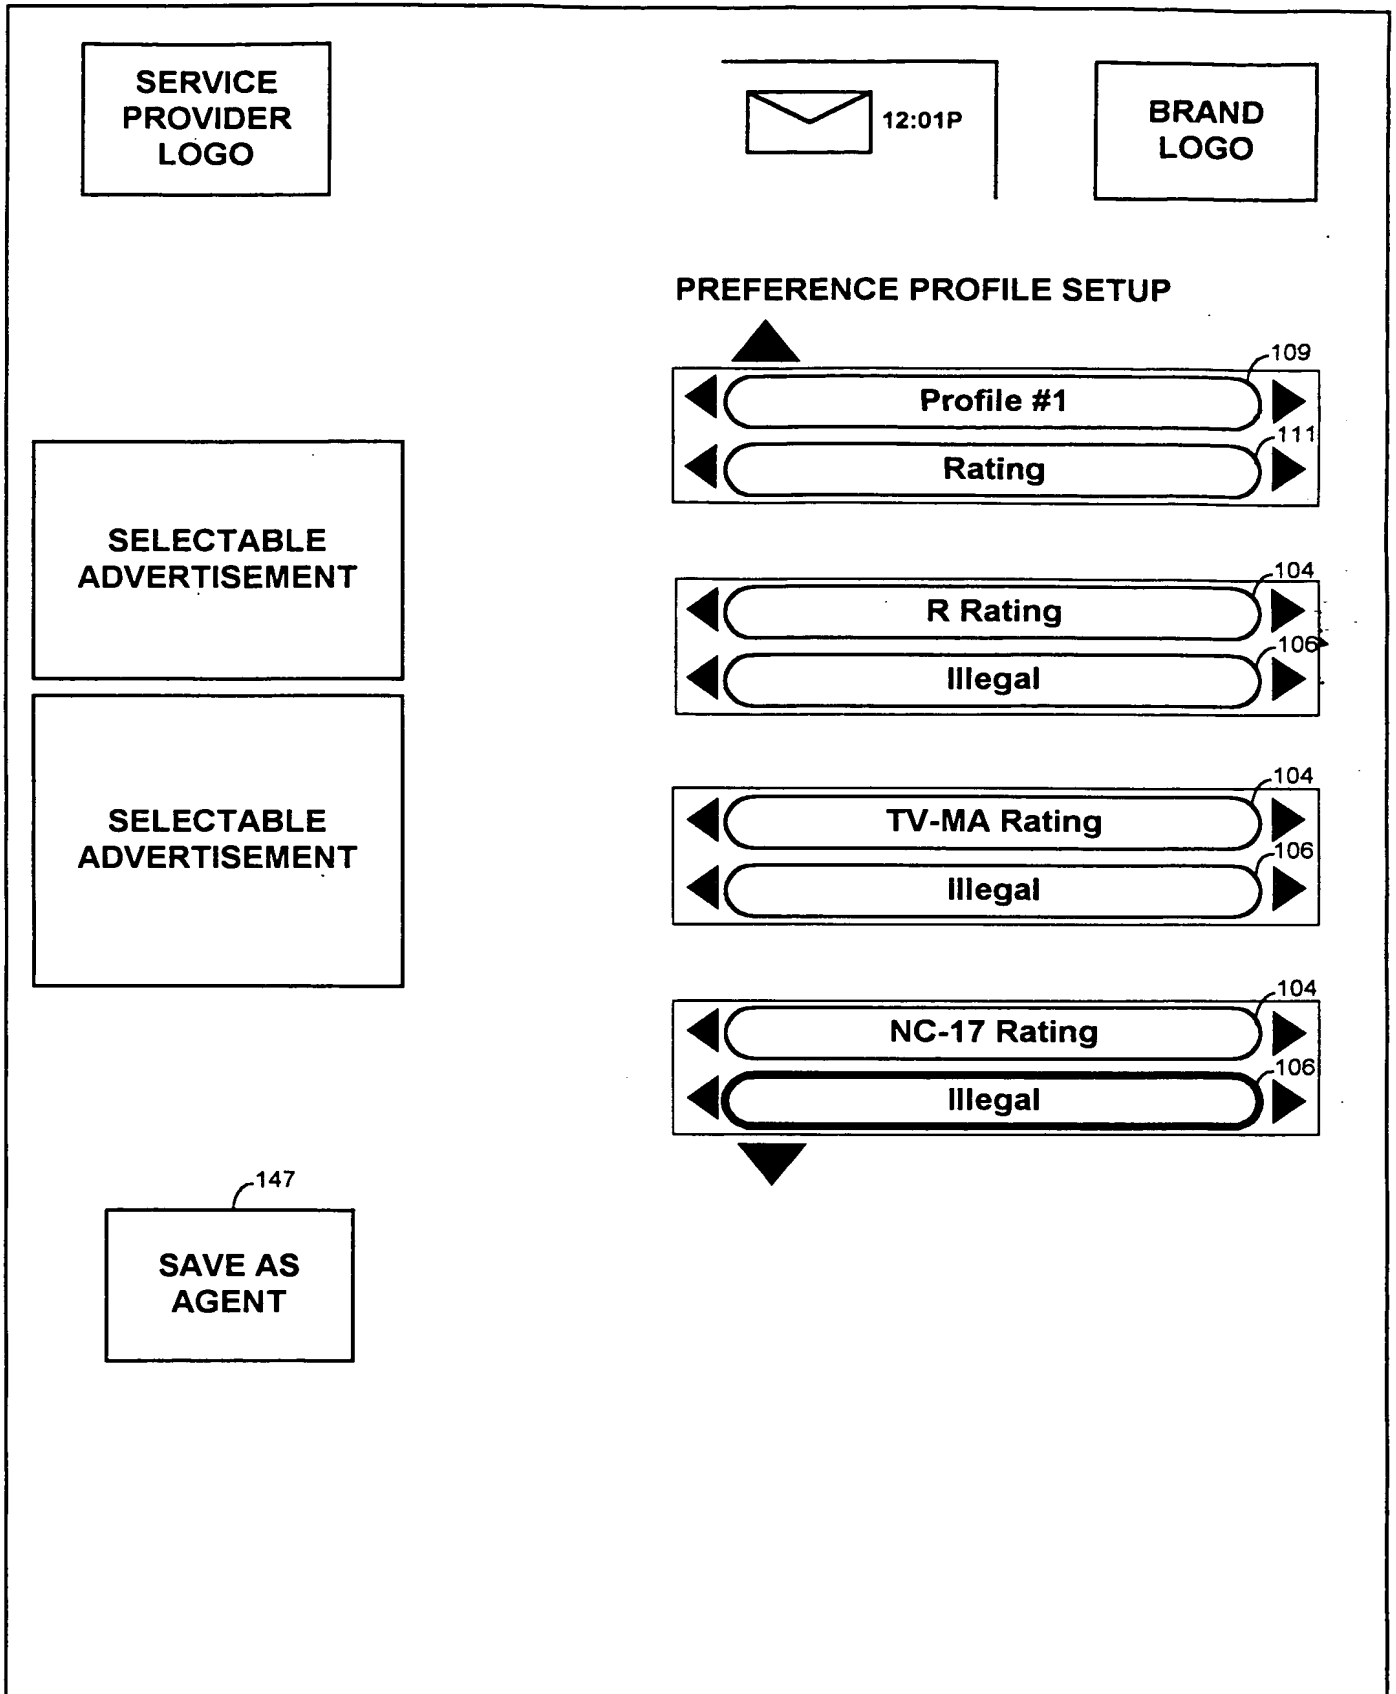 SERVICE
PROVIDER
LOGO
12:01P
BRAND
LOGO
PREFERENCE PROFILE SETUP
109
Profile #1
111
Rating
SELECTABLE
ADVERTISEMENT
104
R Rating
106
Illegal
SELECTABLE
ADVERTISEMENT
104
TV-MA Rating
106
Illegal
104
NC-17 Rating
106
Illegal
147
SAVE AS
AGENT